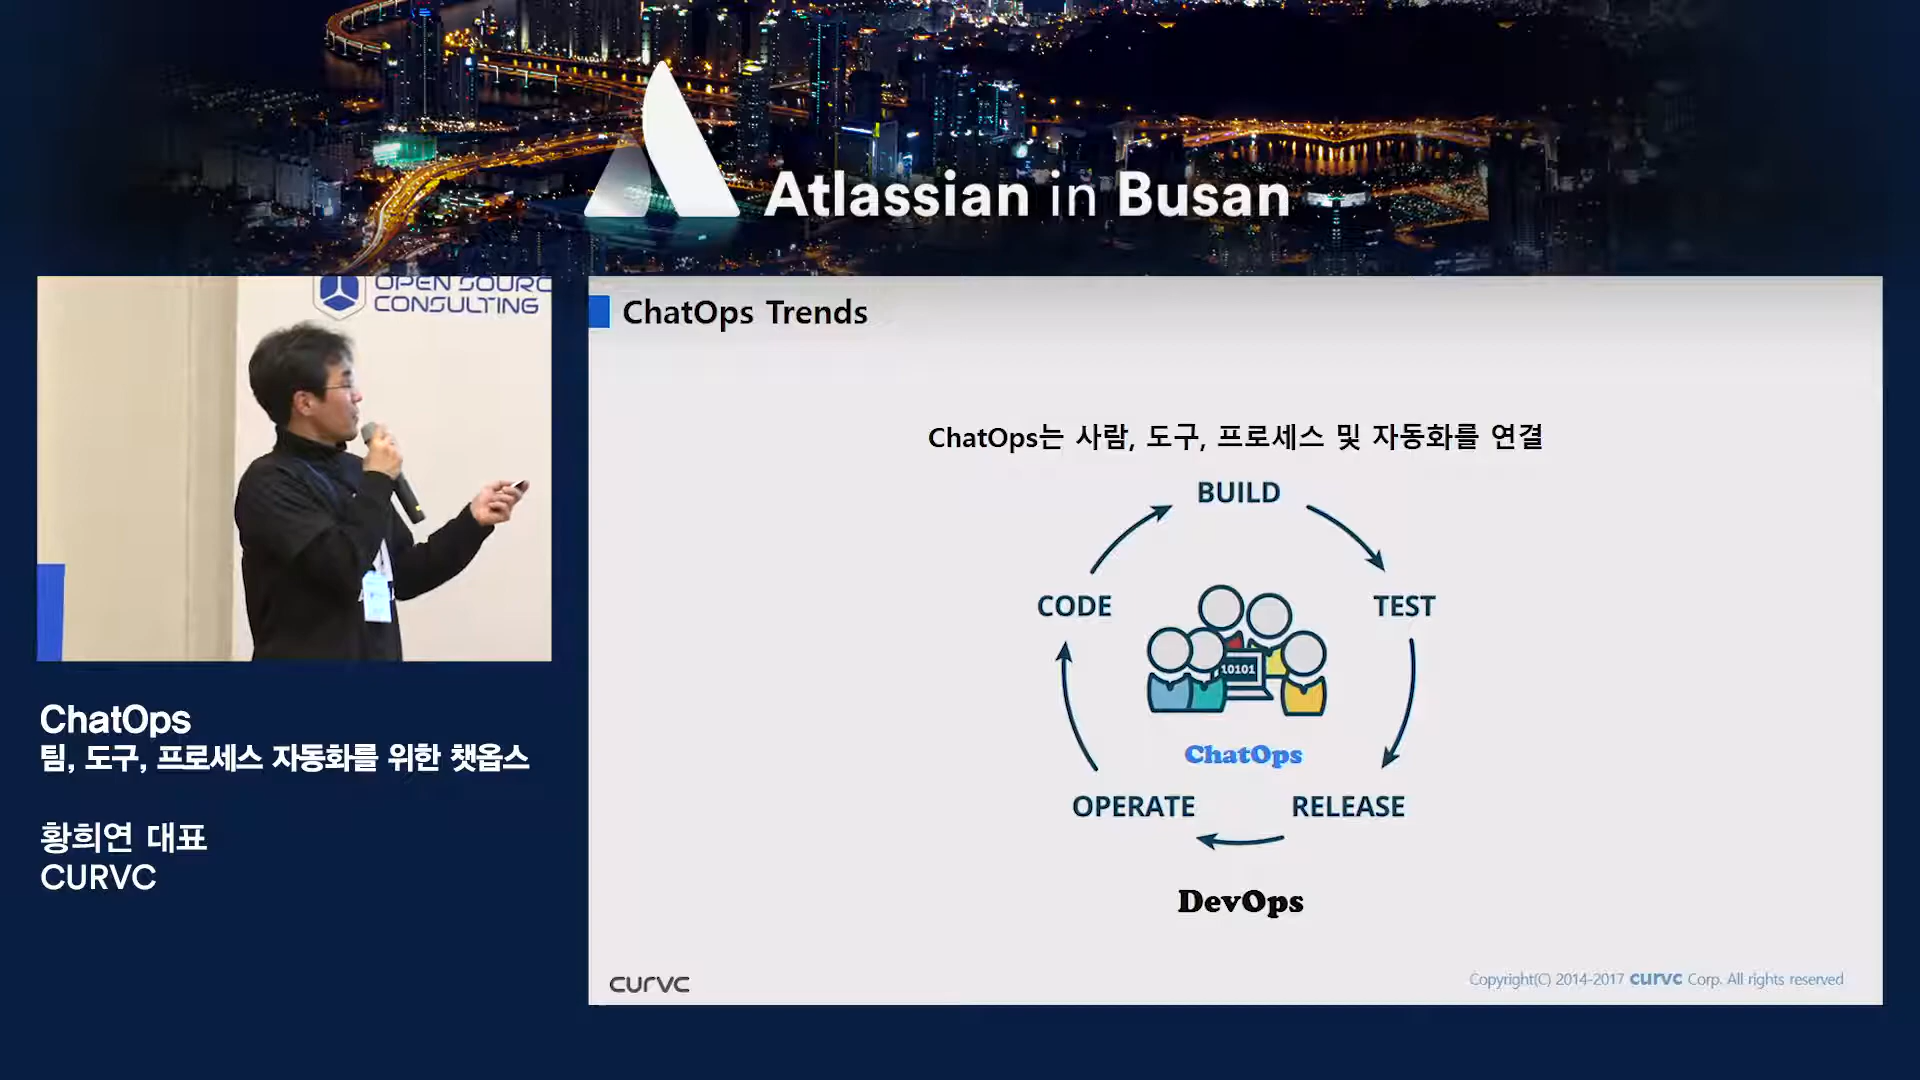 Atlassian in Busan
OPEN SOURC
CONSULTING
ChatOps
팀, 도구, 프로세스 자동화를 위한 챗옵스
황희연 대표
CURVC
ChatOps Trends
ChatOps는 사람, 도구, 프로세스 및 자동화를 연결
BUILD
CODE
TEST
10101
ChatOps
OPERATE
RELEASE
DevOps
curvc
Copyright(C) 2014-2017 curvc Corp. All rights reserved